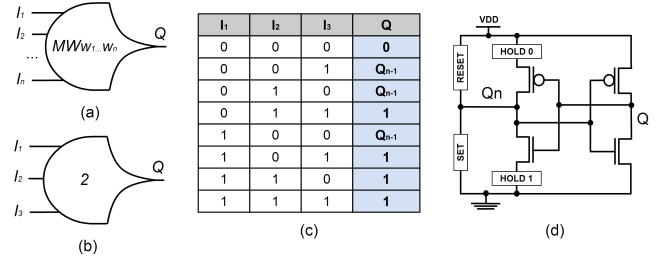 I₁
I₂
...
Iₙ
MWw₁...wₙ
Q
(a)
I₁
I₂
I₃
2
Q
(b)
I₁ I₂ I₃ Q
0 0 0 0
0 0 1 Qₙ₋₁
0 1 0 Qₙ₋₁
0 1 1 1
1 0 0 Qₙ₋₁
1 0 1 1
1 1 0 1
1 1 1 1
(c)
VDD
RESET
HOLD 0
Qn
Q
SET
HOLD 1
(d)